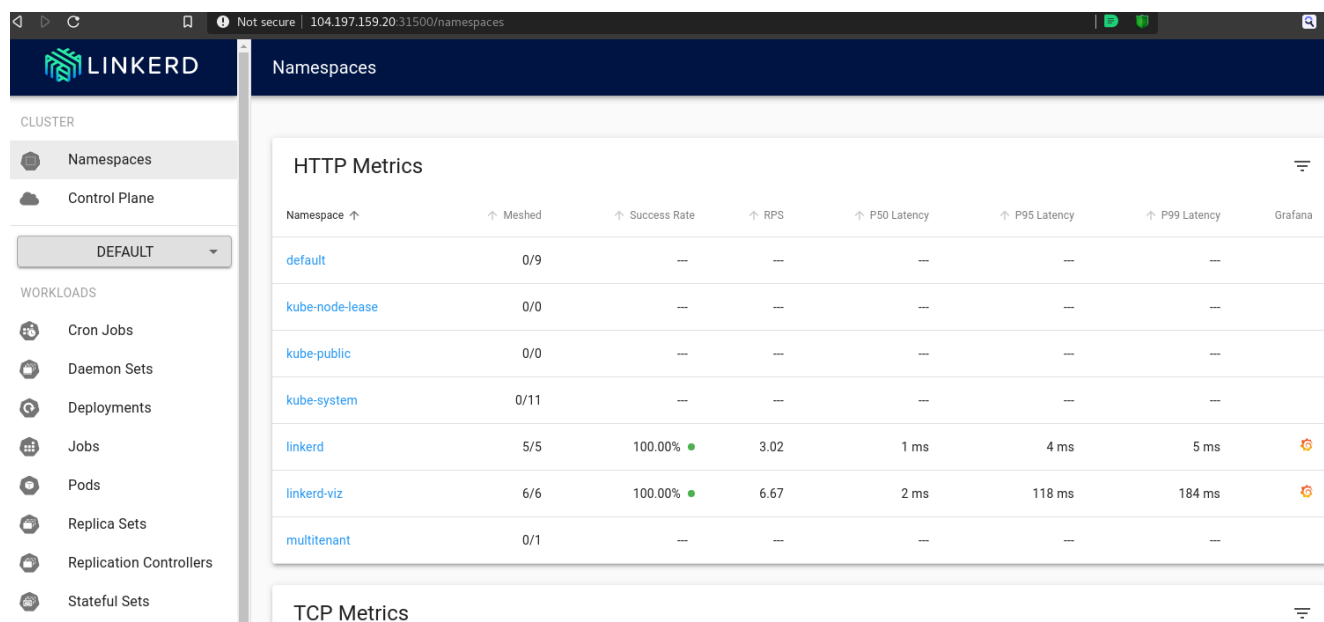 Not secure | 104.197.159.20:31500/namespaces
LINKERD
Namespaces
CLUSTER
Namespaces
Control Plane
DEFAULT
WORKLOADS
Cron Jobs
Daemon Sets
Deployments
Jobs
Pods
Replica Sets
Replication Controllers
Stateful Sets
HTTP Metrics
Namespace ↑ ↑ Meshed ↑ Success Rate ↑ RPS ↑ P50 Latency ↑ P95 Latency ↑ P99 Latency Grafana
default 0/9 --- --- --- --- ---
kube-node-lease 0/0 --- --- --- --- ---
kube-public 0/0 --- --- --- --- ---
kube-system 0/11 --- --- --- --- ---
linkerd 5/5 100.00% 3.02 1 ms 4 ms 5 ms
linkerd-viz 6/6 100.00% 6.67 2 ms 118 ms 184 ms
multitenant 0/1 --- --- --- --- ---
TCP Metrics